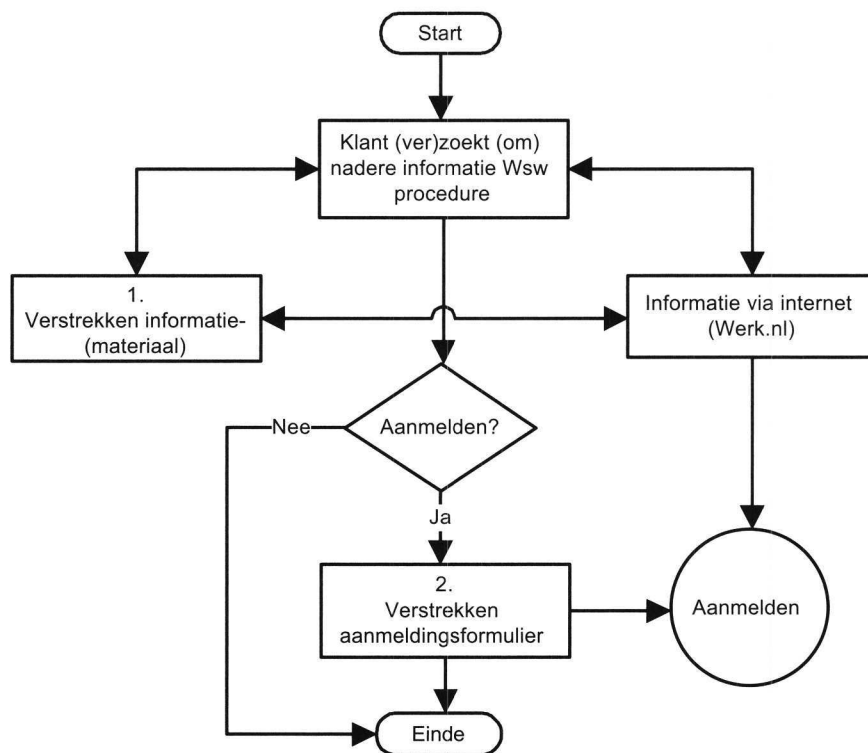 Start
Klant (ver)zoekt (om)
nadere informatie Wsw
procedure
1.
Verstrekken informatie-
(materiaal)
Informatie via internet
(Werk.nl)
Nee
Aanmelden?
Ja
2.
Verstrekken
aanmeldingsformulier
Aanmelden
Einde